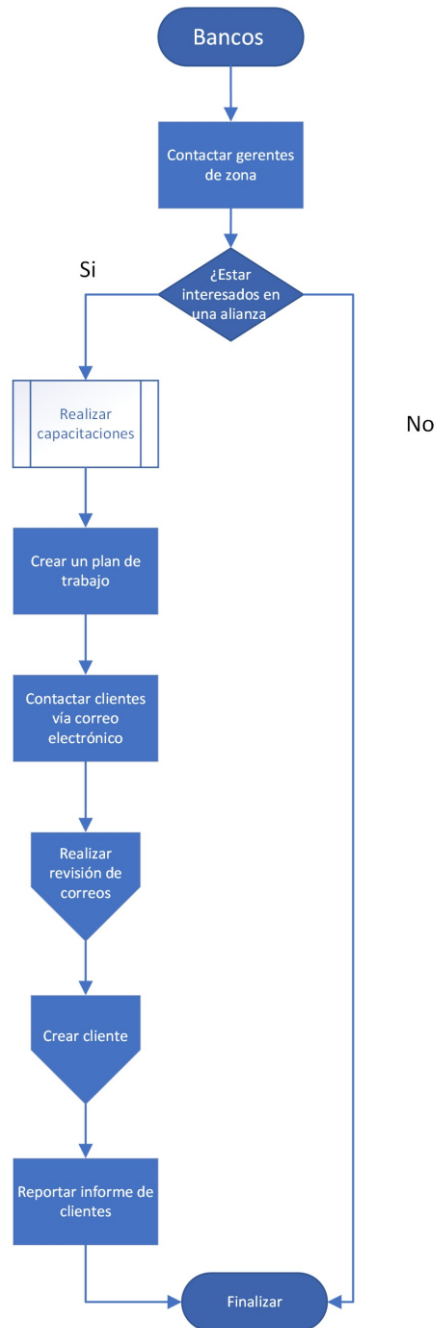 Bancos
Contactar gerentes
de zona
¿Estar
interesados en
una alianza
Si
No
Realizar
capacitaciones
Crear un plan de
trabajo
Contactar clientes
vía correo
electrónico
Realizar
revisión de
correos
Crear cliente
Reportar informe de
clientes
Finalizar